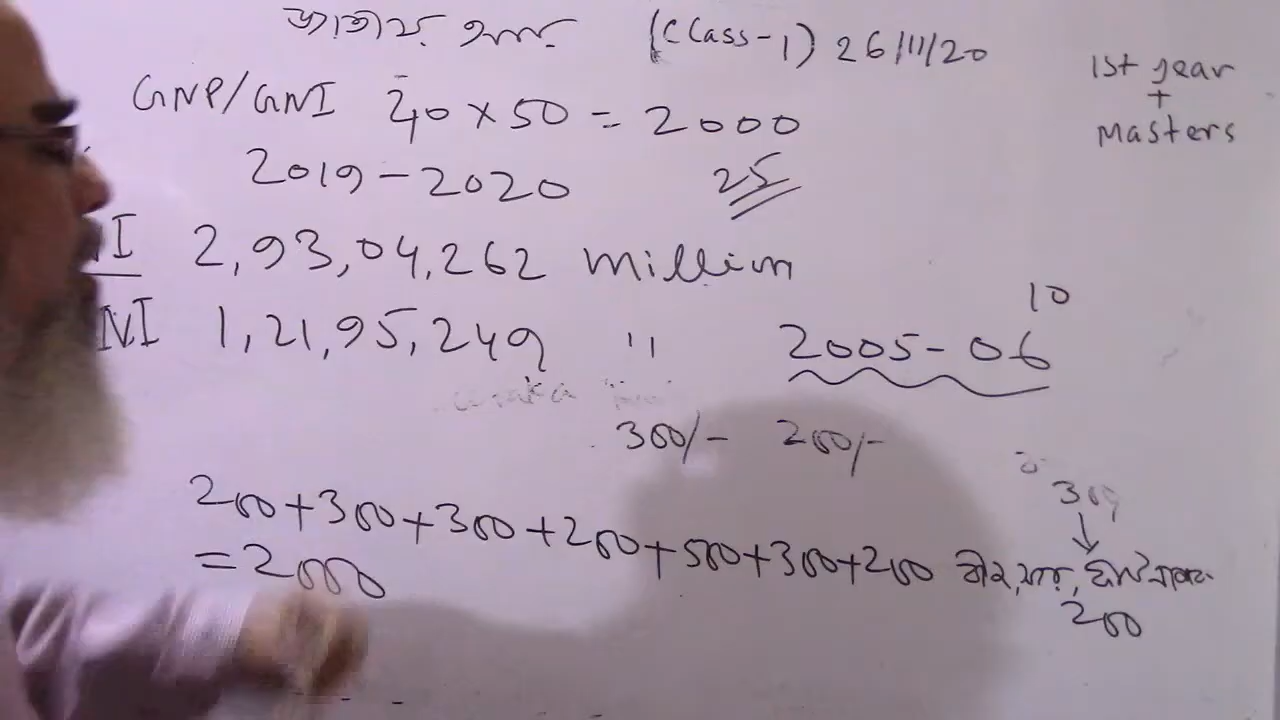 জাতীয় আয় (Class-1) 26/11/20
1st year
+
Masters
GNP/GNI 40 × 50 = 2000
2019-2020 25
NI 2,93,04,262 million
NI 1,21,95,249 "
10
2005-06
300/- 200/-
300
200+300+300+200+500+300+200
=2000
200